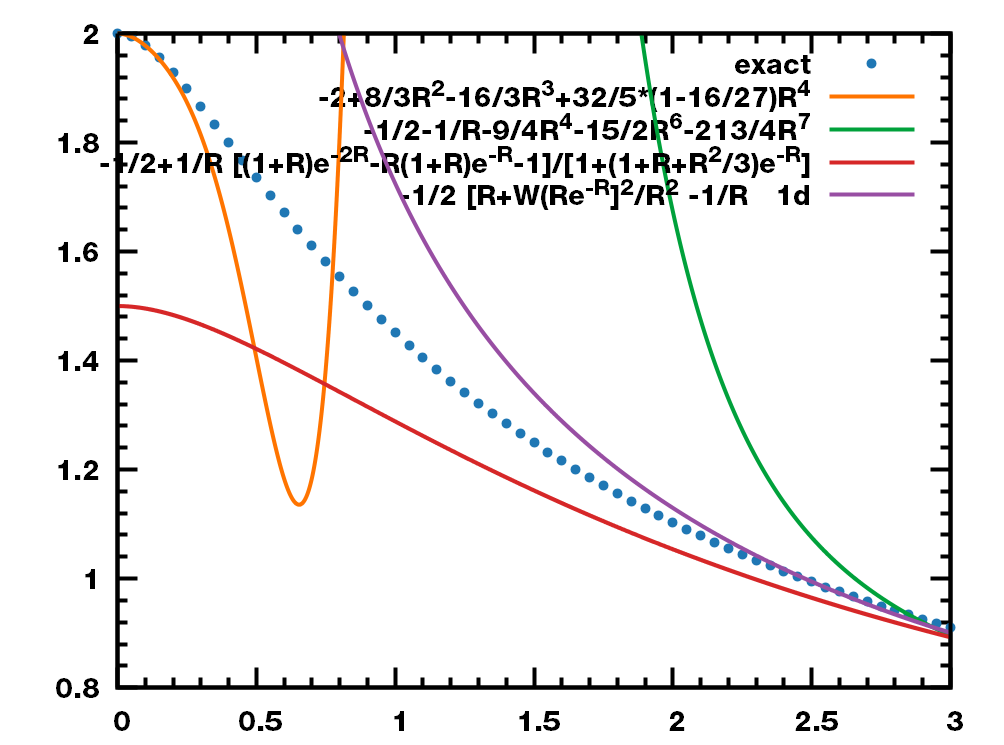 2
1.8
1.6
1.4
1.2
1
0.8
0 0.5 1 1.5 2 2.5 3
exact
-2+8/3R²-16/3R³+32/5*(1-16/27)R⁴
-1/2-1/R-9/4R⁴-15/2R⁶-213/4R⁷
-1/2+1/R [(1+R)e⁻²ᴿ-R(1+R)e⁻ᴿ-1]/[1+(1+R+R²/3)e⁻ᴿ]
-1/2 [R+W(Re⁻ᴿ]²/R² -1/R 1d